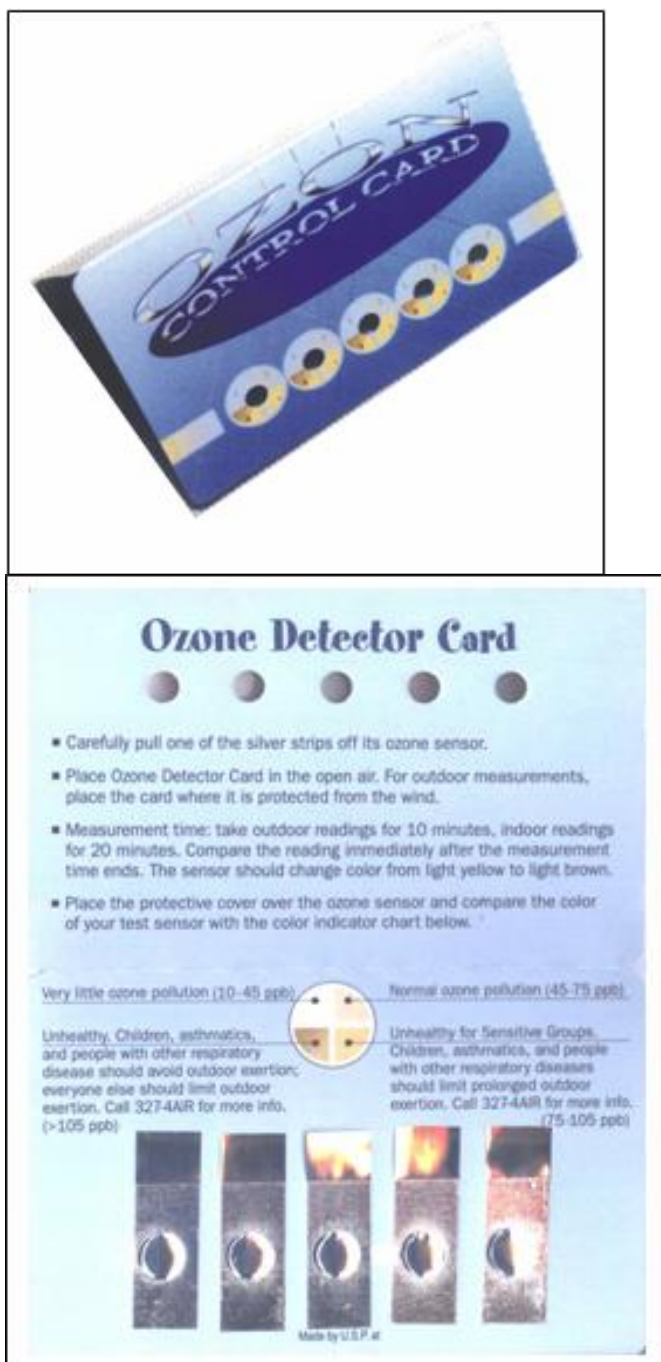 OZON
CONTROL CARD
Ozone Detector Card
▪ Carefully pull one of the silver strips off its ozone sensor.
▪ Place Ozone Detector Card in the open air. For outdoor measurements,
place the card where it is protected from the wind.
▪ Measurement time: take outdoor readings for 10 minutes, indoor readings
for 20 minutes. Compare the reading immediately after the measurement
time ends. The sensor should change color from light yellow to light brown.
▪ Place the protective cover over the ozone sensor and compare the color
of your test sensor with the color indicator chart below.
Very little ozone pollution (10-45 ppb)
Normal ozone pollution (45-75 ppb)
Unhealthy. Children, asthmatics,
and people with other respiratory
disease should avoid outdoor exertion;
everyone else should limit outdoor
exertion. Call 327-4AIR for more info.
(>105 ppb)
Unhealthy for Sensitive Groups.
Children, asthmatics, and people
with other respiratory diseases
should limit prolonged outdoor
exertion. Call 327-4AIR for more info.
(75-105 ppb)
Made by U.S.P. at